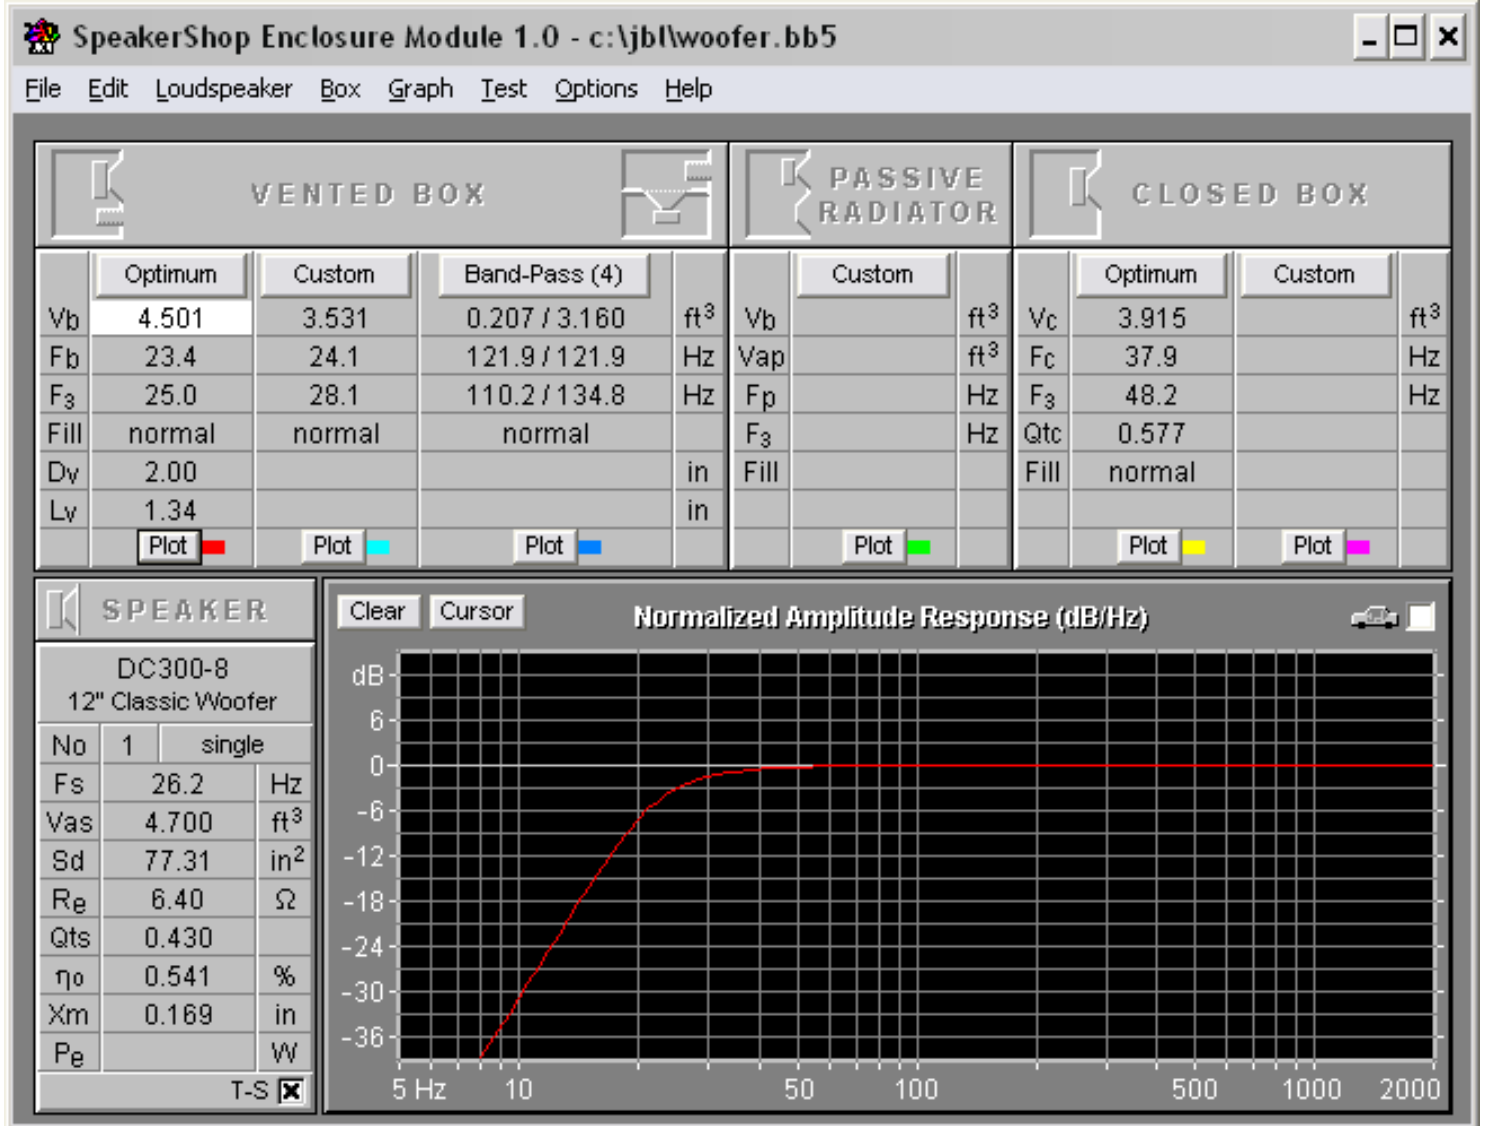 SpeakerShop Enclosure Module 1.0 - c:\jbl\woofer.bb5
File Edit Loudspeaker Box Graph Test Options Help
VENTED BOX
PASSIVE
RADIATOR
CLOSED BOX
Optimum Custom Band-Pass (4) Custom Optimum Custom
Vb 4.501 3.531 0.207 / 3.160 ft³ Vb ft³ Vc 3.915 ft³
Fb 23.4 24.1 121.9 / 121.9 Hz Vap ft³ Fc 37.9 Hz
F₃ 25.0 28.1 110.2 / 134.8 Hz Fp Hz F₃ 48.2 Hz
Fill normal normal normal F₃ Hz Qtc 0.577
Dv 2.00 in Fill Fill normal
Lv 1.34 in
Plot Plot Plot Plot Plot Plot
SPEAKER
DC300-8
12" Classic Woofer
No 1 single
Fs 26.2 Hz
Vas 4.700 ft³
Sd 77.31 in²
Re 6.40 Ω
Qts 0.430
ηo 0.541 %
Xm 0.169 in
Pe W
T-S
Clear Cursor Normalized Amplitude Response (dB/Hz)
dB
6
0
-6
-12
-18
-24
-30
-36
5 Hz 10 50 100 500 1000 2000